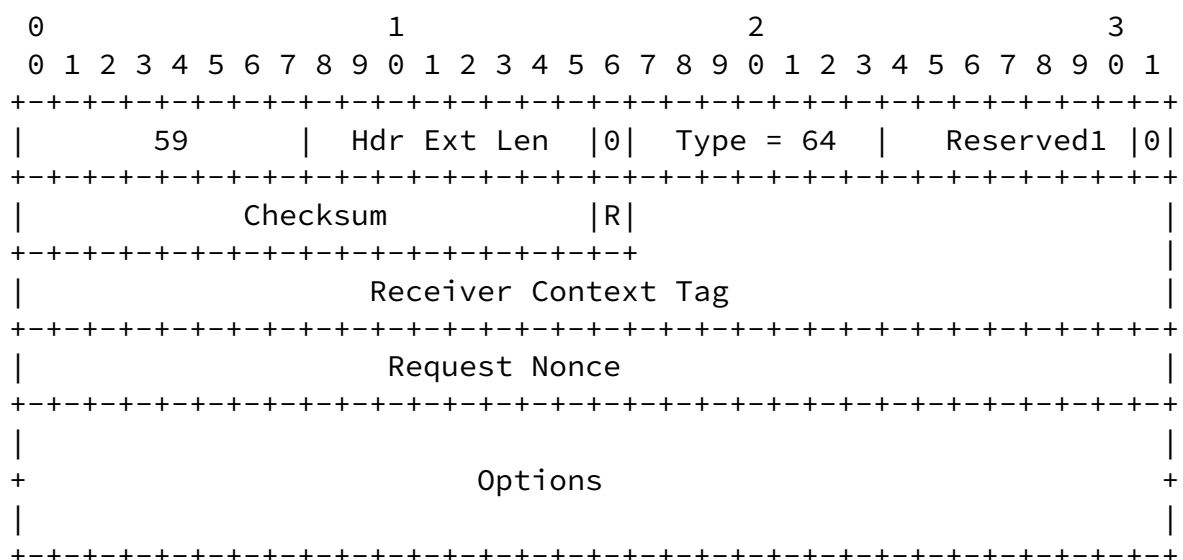 0                   1                   2                   3
 0 1 2 3 4 5 6 7 8 9 0 1 2 3 4 5 6 7 8 9 0 1 2 3 4 5 6 7 8 9 0 1
+-+-+-+-+-+-+-+-+-+-+-+-+-+-+-+-+-+-+-+-+-+-+-+-+-+-+-+-+-+-+-+-+
|       59      |  Hdr Ext Len  |0|  Type = 64  |   Reserved1 |0|
+-+-+-+-+-+-+-+-+-+-+-+-+-+-+-+-+-+-+-+-+-+-+-+-+-+-+-+-+-+-+-+-+
|            Checksum           |R|                             |
+-+-+-+-+-+-+-+-+-+-+-+-+-+-+-+-+-+                             |
|                   Receiver Context Tag                        |
+-+-+-+-+-+-+-+-+-+-+-+-+-+-+-+-+-+-+-+-+-+-+-+-+-+-+-+-+-+-+-+-+
|                    Request Nonce                              |
+-+-+-+-+-+-+-+-+-+-+-+-+-+-+-+-+-+-+-+-+-+-+-+-+-+-+-+-+-+-+-+-+
|                                                               |
+                         Options                               +
|                                                               |
+-+-+-+-+-+-+-+-+-+-+-+-+-+-+-+-+-+-+-+-+-+-+-+-+-+-+-+-+-+-+-+-+